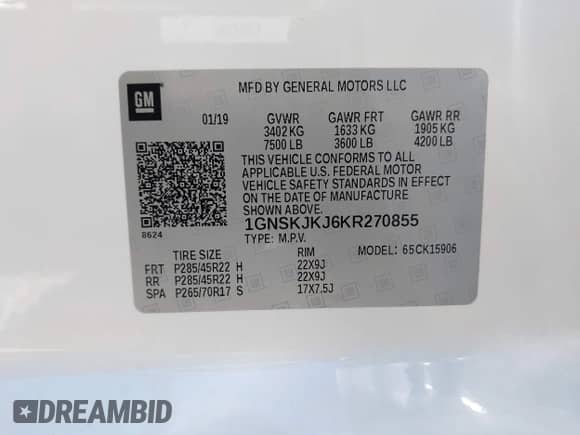 GM
MFD BY GENERAL MOTORS LLC
01/19 GVWR GAWR FRT GAWR RR
3402 KG 1633 KG 1905 KG
7500 LB 3600 LB 4200 LB
THIS VEHICLE CONFORMS TO ALL
APPLICABLE U.S. FEDERAL MOTOR
VEHICLE SAFETY STANDARDS IN EFFECT
ON THE DATE OF MANUFACTURE
SHOWN ABOVE.
1GNSKJKJ6KR270855
8624
TYPE: M.P.V.
TIRE SIZE RIM MODEL: 65CK15906
FRT P285/45R22 H 22X9J
RR P285/45R22 H 22X9J
SPA P265/70R17 S 17X7.5J
DREAMBID